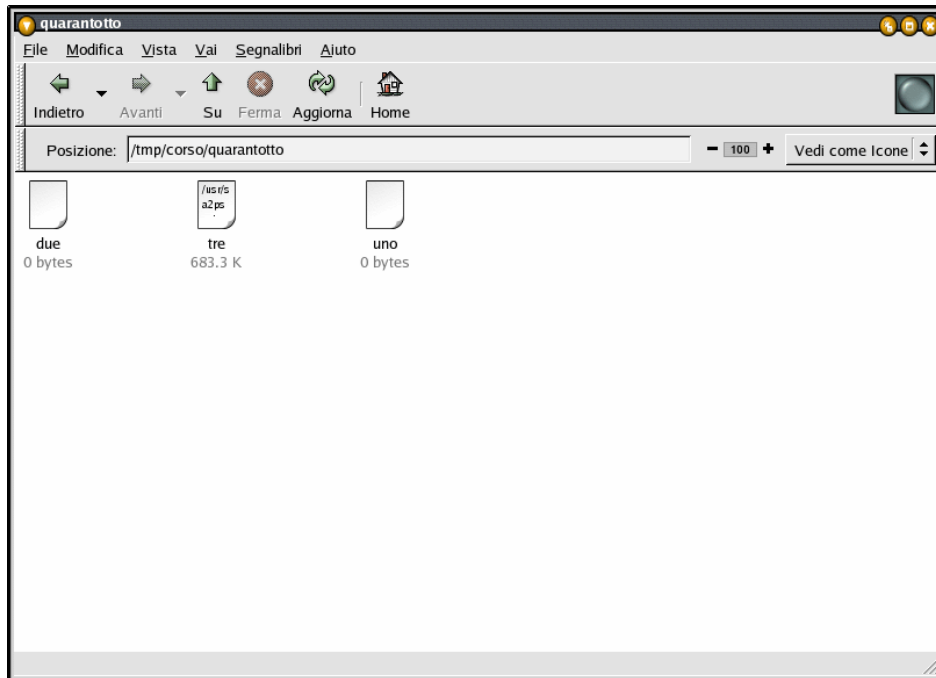 quarantotto
File Modifica Vista Vai Segnalibri Aiuto
Indietro Avanti Su Ferma Aggiorna Home
Posizione: /tmp/corso/quarantotto 100 Vedi come Icone
/usr/s
a2ps
due tre uno
0 bytes 683.3 K 0 bytes